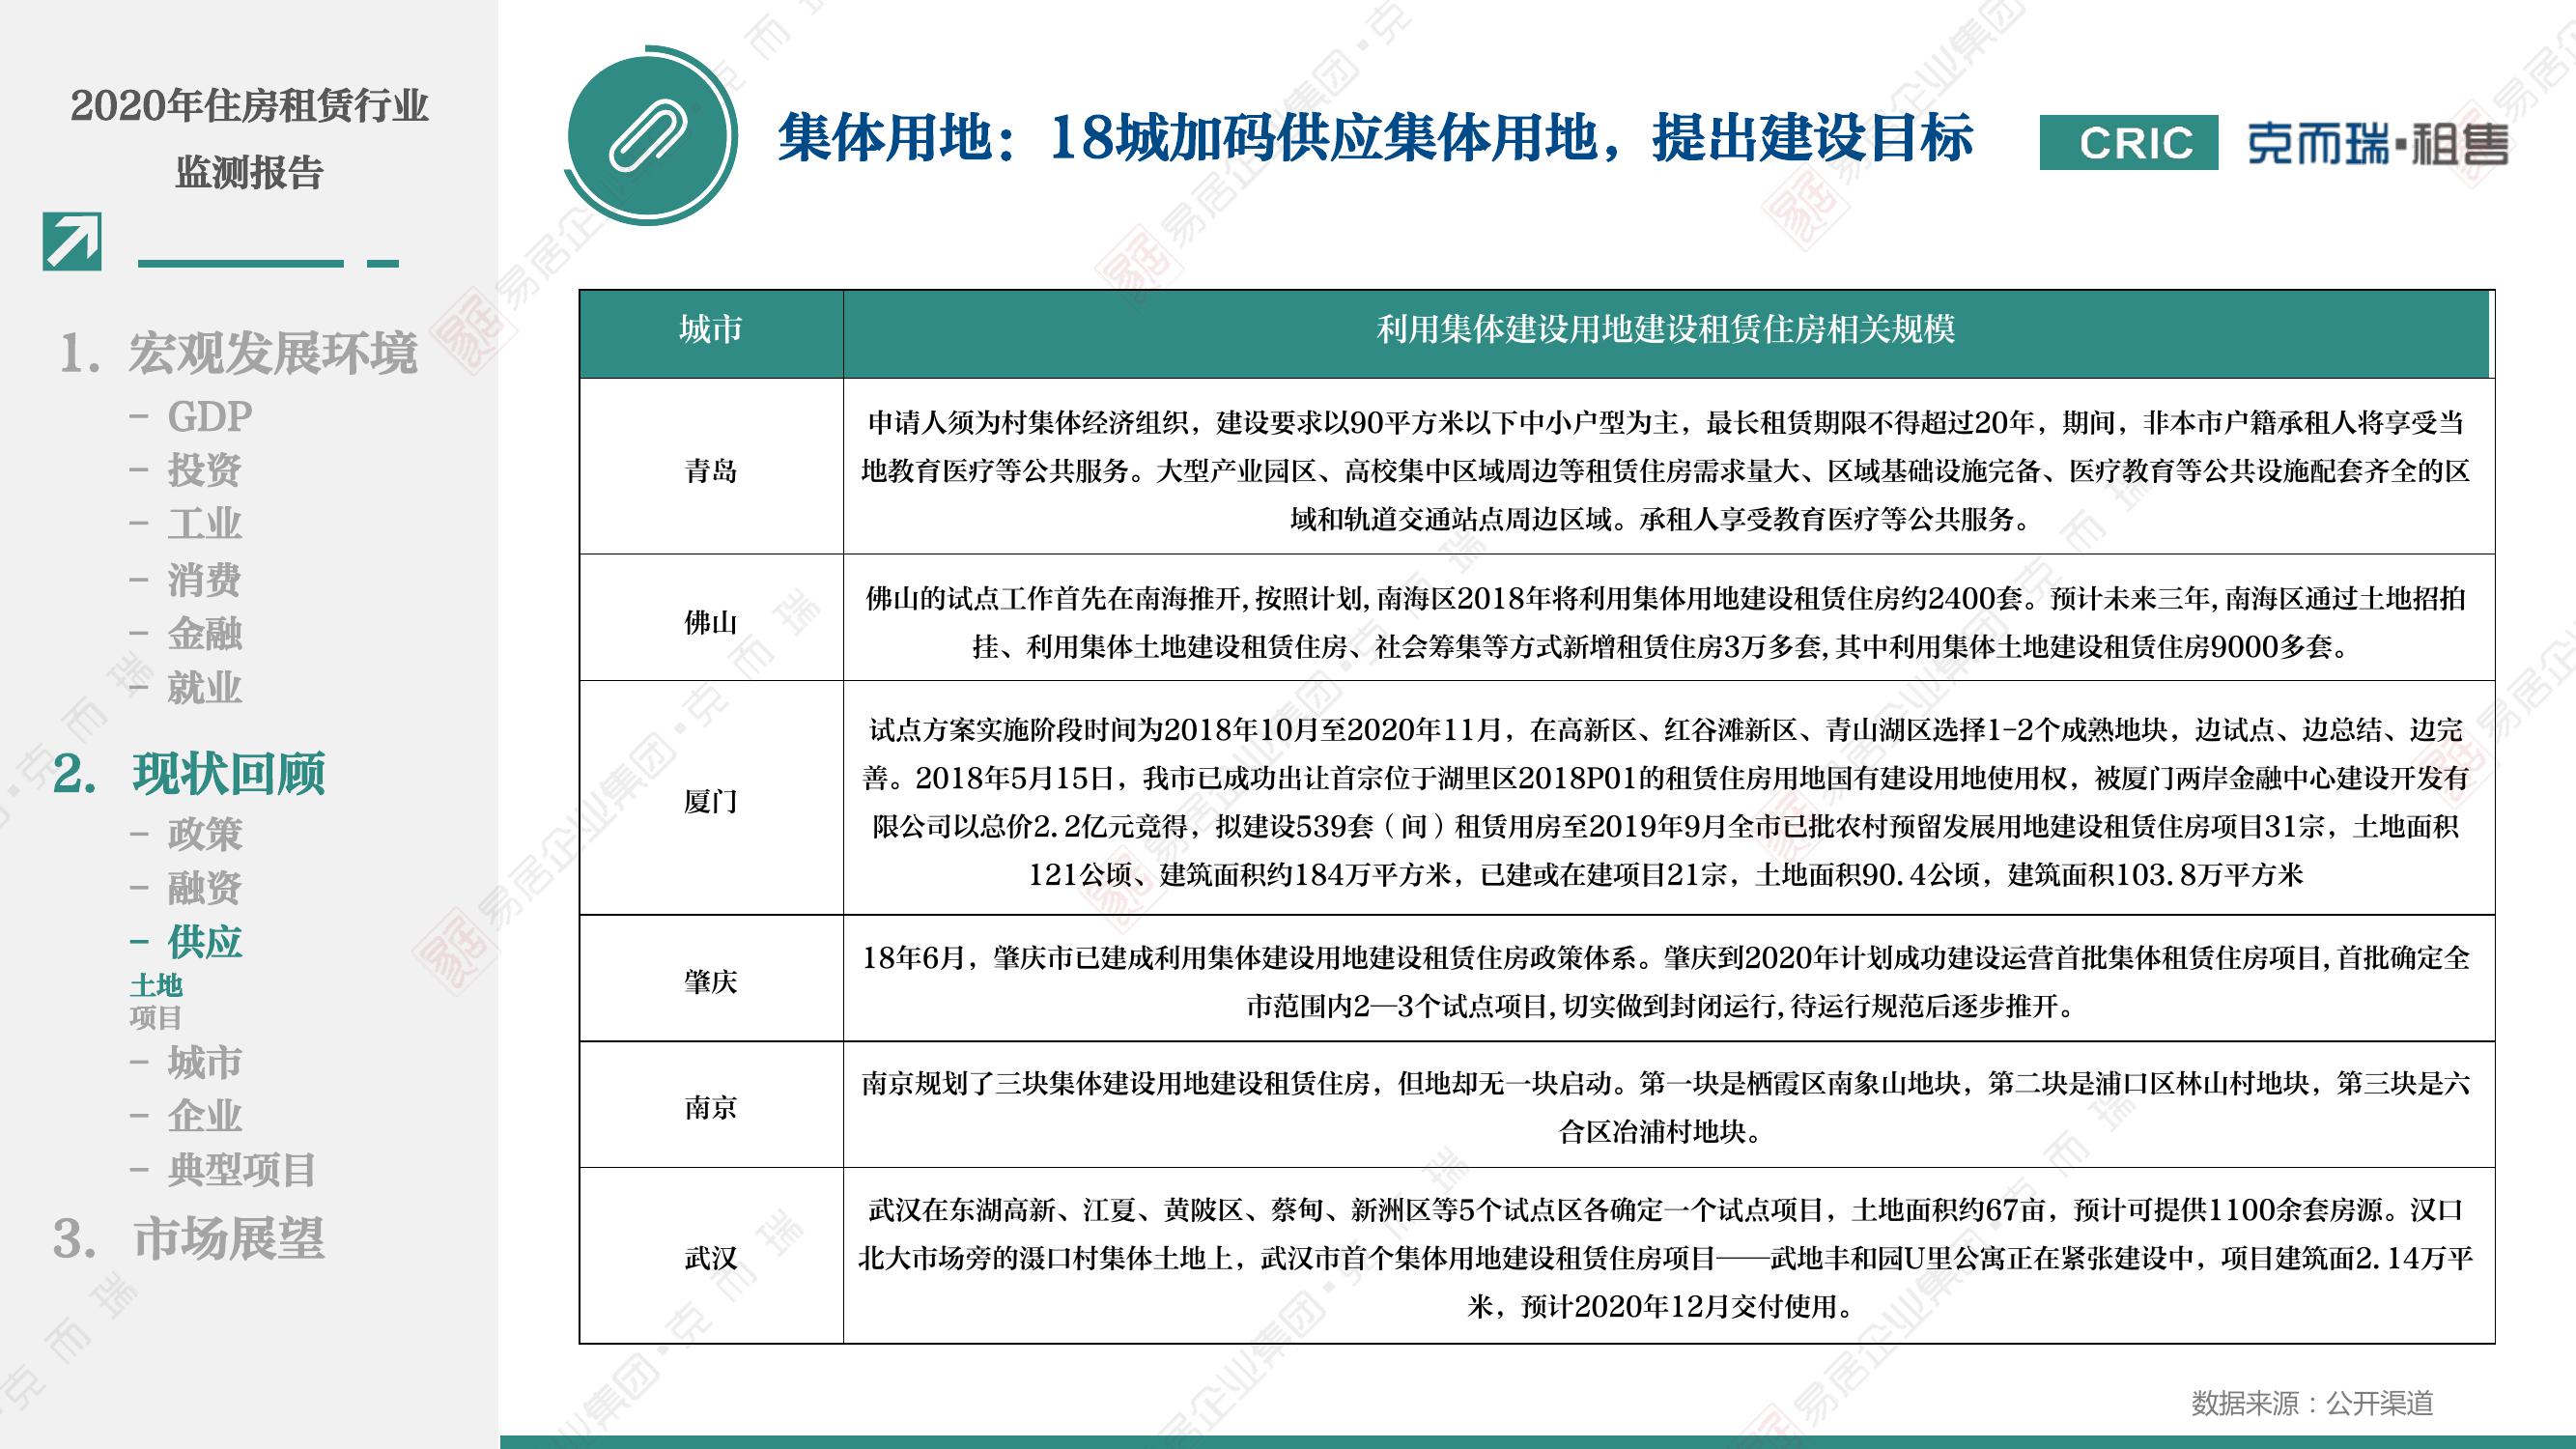 2020年住房租赁行业
监测报告
1. 宏观发展环境
- GDP
- 投资
- 工业
- 消费
- 金融
- 就业
2. 现状回顾
- 政策
- 融资
- 供应
土地
项目
- 城市
- 企业
- 典型项目
3. 市场展望
集体用地：18城加码供应集体用地，提出建设目标
CRIC 克而瑞·租售
城市 利用集体建设用地建设租赁住房相关规模
青岛
申请人须为村集体经济组织，建设要求以90平方米以下中小户型为主，最长租赁期限不得超过20年，期间，非本市户籍承租人将享受当
地教育医疗等公共服务。大型产业园区、高校集中区域周边等租赁住房需求量大、区域基础设施完备、医疗教育等公共设施配套齐全的区
域和轨道交通站点周边区域。承租人享受教育医疗等公共服务。
佛山
佛山的试点工作首先在南海推开,按照计划,南海区2018年将利用集体用地建设租赁住房约2400套。预计未来三年,南海区通过土地招拍
挂、利用集体土地建设租赁住房、社会筹集等方式新增租赁住房3万多套,其中利用集体土地建设租赁住房9000多套。
厦门
试点方案实施阶段时间为2018年10月至2020年11月，在高新区、红谷滩新区、青山湖区选择1-2个成熟地块，边试点、边总结、边完
善。2018年5月15日，我市已成功出让首宗位于湖里区2018P01的租赁住房用地国有建设用地使用权，被厦门两岸金融中心建设开发有
限公司以总价2.2亿元竞得，拟建设539套（间）租赁用房至2019年9月全市已批农村预留发展用地建设租赁住房项目31宗，土地面积
121公顷、建筑面积约184万平方米，已建或在建项目21宗，土地面积90.4公顷，建筑面积103.8万平方米
肇庆
18年6月，肇庆市已建成利用集体建设用地建设租赁住房政策体系。肇庆到2020年计划成功建设运营首批集体租赁住房项目,首批确定全
市范围内2—3个试点项目,切实做到封闭运行,待运行规范后逐步推开。
南京
南京规划了三块集体建设用地建设租赁住房，但地却无一块启动。第一块是栖霞区南象山地块，第二块是浦口区林山村地块，第三块是六
合区冶浦村地块。
武汉
武汉在东湖高新、江夏、黄陂区、蔡甸、新洲区等5个试点区各确定一个试点项目，土地面积约67亩，预计可提供1100余套房源。汉口
北大市场旁的滠口村集体土地上，武汉市首个集体用地建设租赁住房项目——武地丰和园U里公寓正在紧张建设中，项目建筑面2.14万平
米，预计2020年12月交付使用。
数据来源：公开渠道
易居企业集团·克而瑞